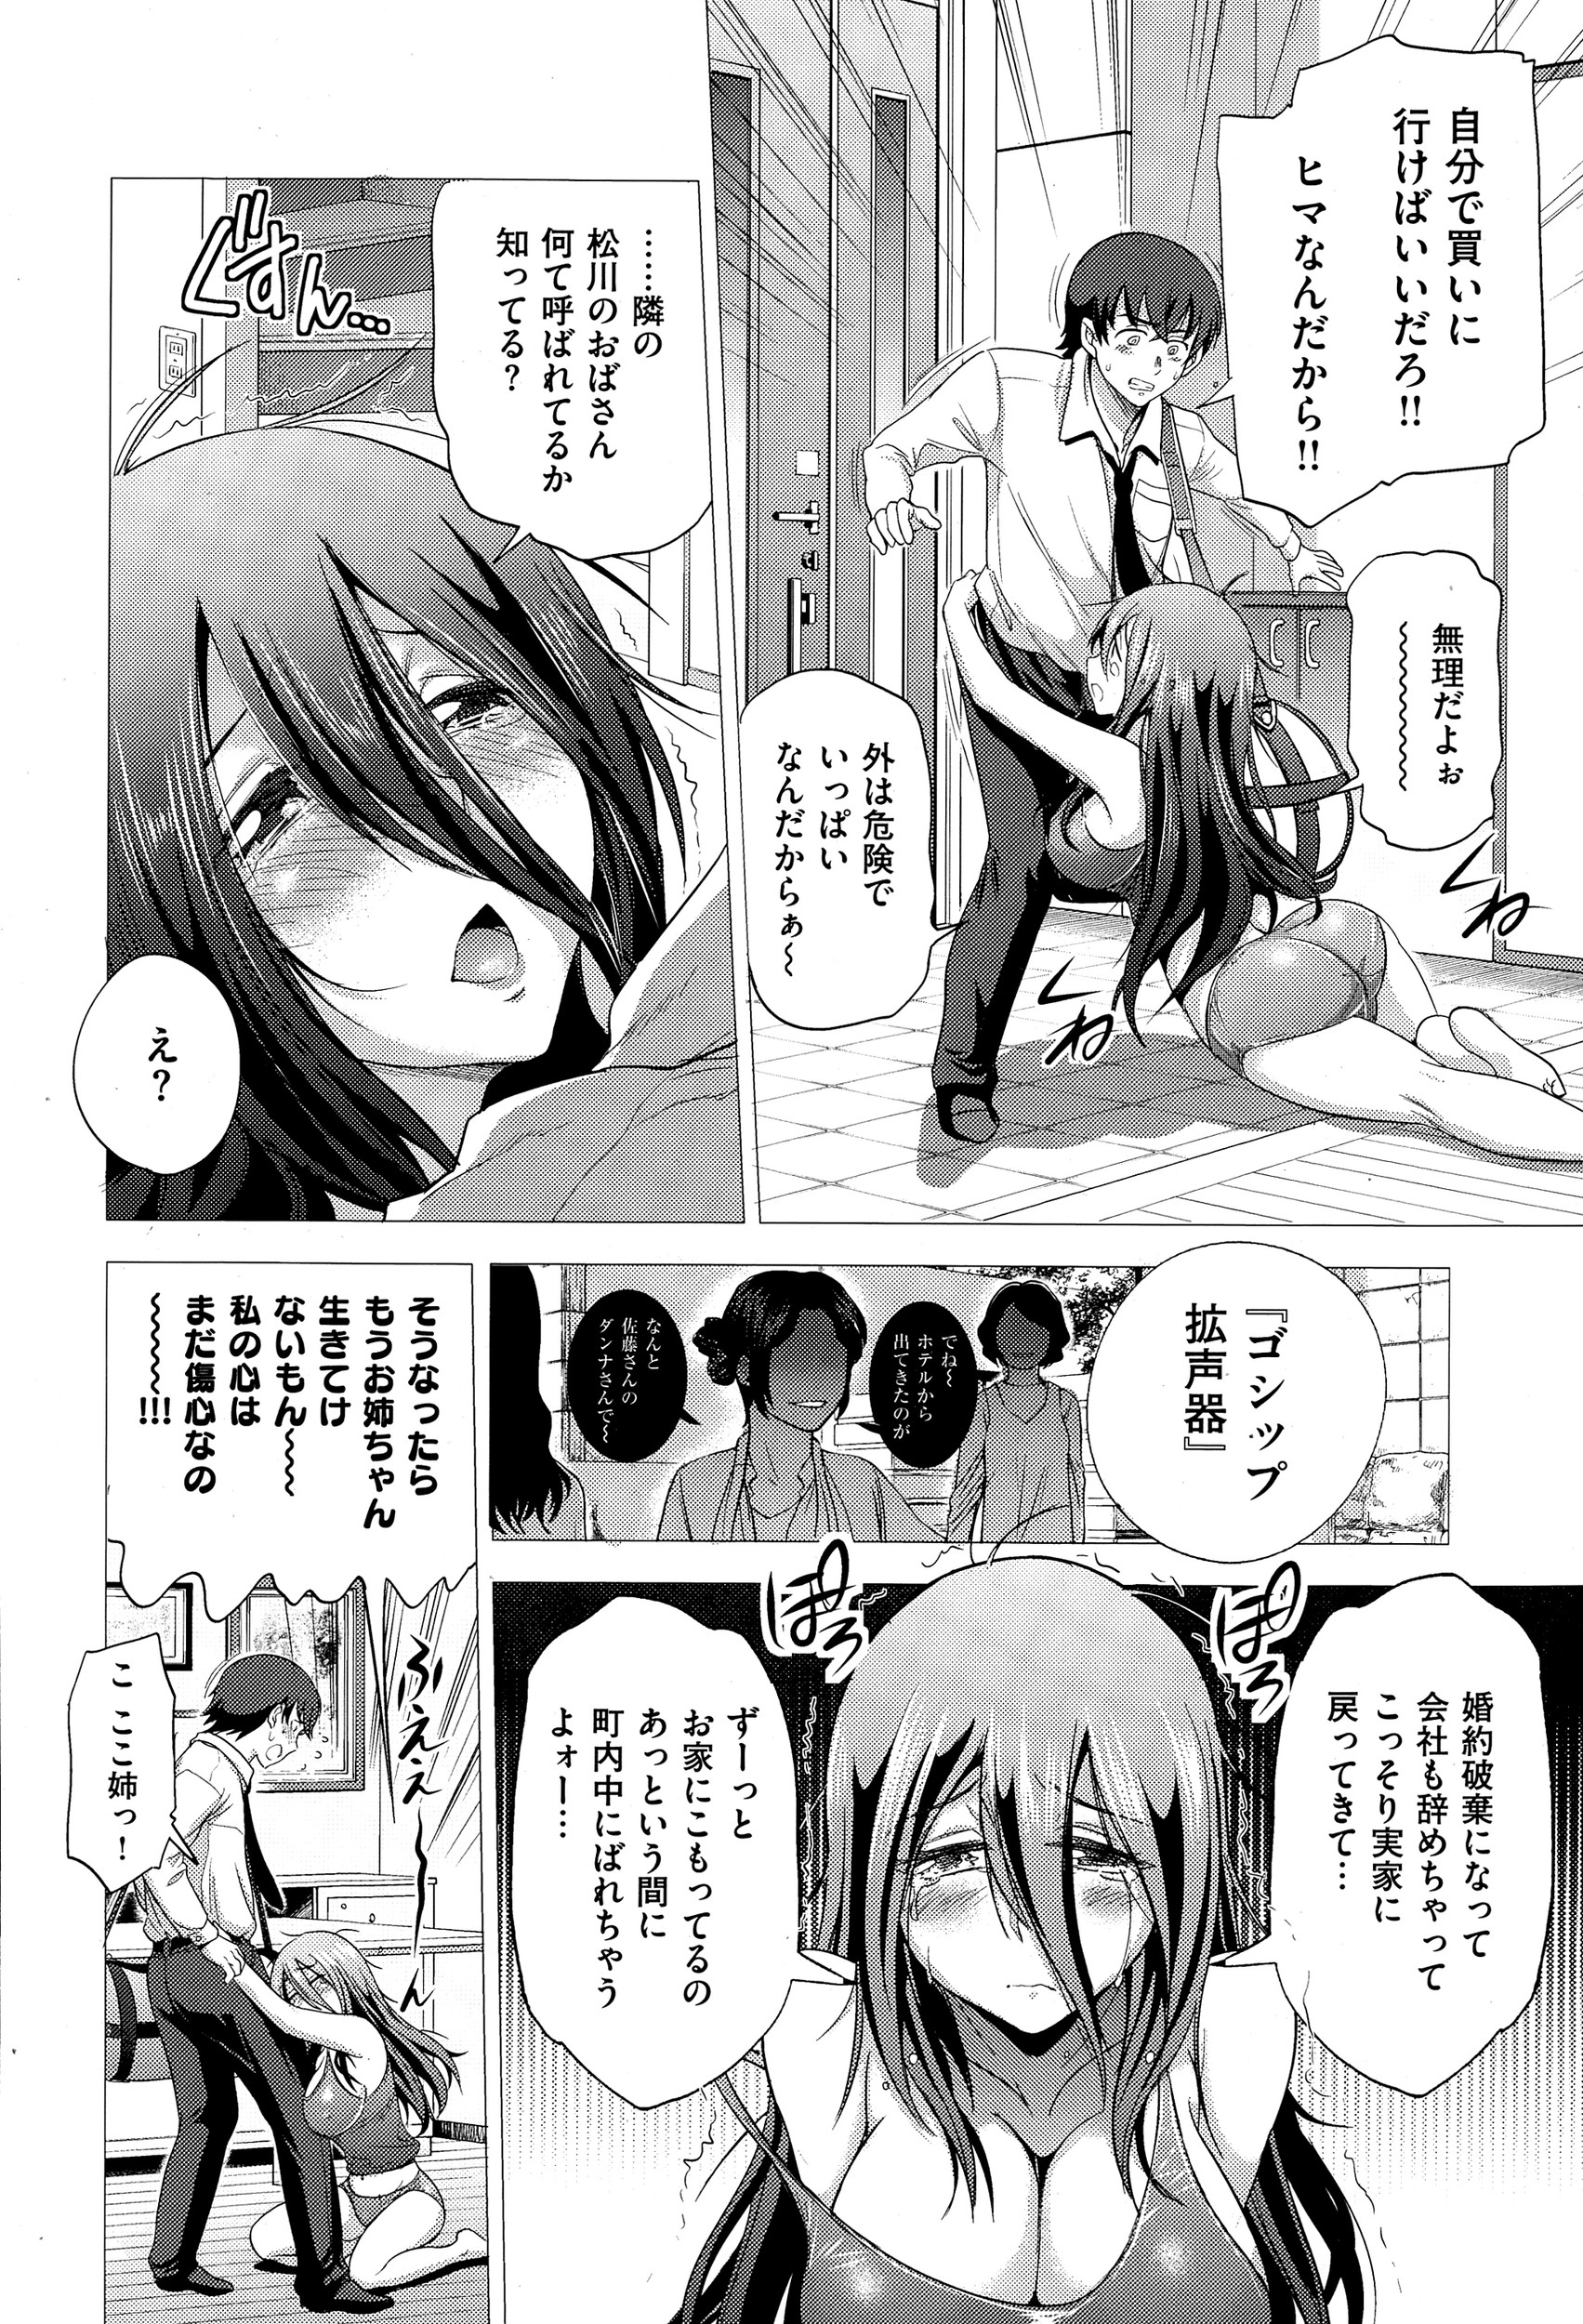 自分で買いに
行けばいいだろ!!
ヒマなんだから!!
無理だよぉ
〜〜〜〜〜
くね
くね
外は危険で
いっぱい
なんだからぁ〜
……隣の
松川のおばさん
何て呼ばれてるか
知ってる?
ぐすん…
え?
『ゴシップ
拡声器』
でね〜
ホテルから
出てきたのが
なんと
佐藤さんの
ダンナさんで〜
婚約破棄になって
会社も辞めちゃって
こっそり実家に
戻ってきて…
ぽろ
ぽろ
ずーっと
お家にこもってるの
あっという間に
町内中にばれちゃう
よォー…
そうなったら
もうお姉ちゃん
生きてけ
ないもん〜〜
私の心は
まだ傷心なの
〜〜〜〜!!!
ふえぇ〜〜ん
こ ここ姉っ!